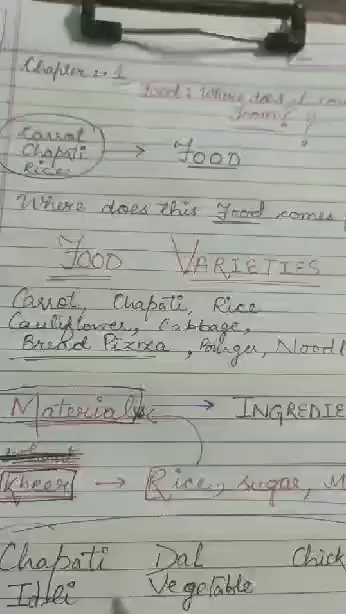 Chapter: 1
Food: Where does it com
from?
Carrot
Chapati
Rice
→ FOOD
Where does this Food comes
FOOD VARIETIES
Carrot, Chapati, Rice
Cauliflower, Cabbage,
Bread Pizza, Burger, Noodl
Materials → INGREDIE
Kheer → Rice, sugar, M
Chapati Dal Chick
Idli Vegetable